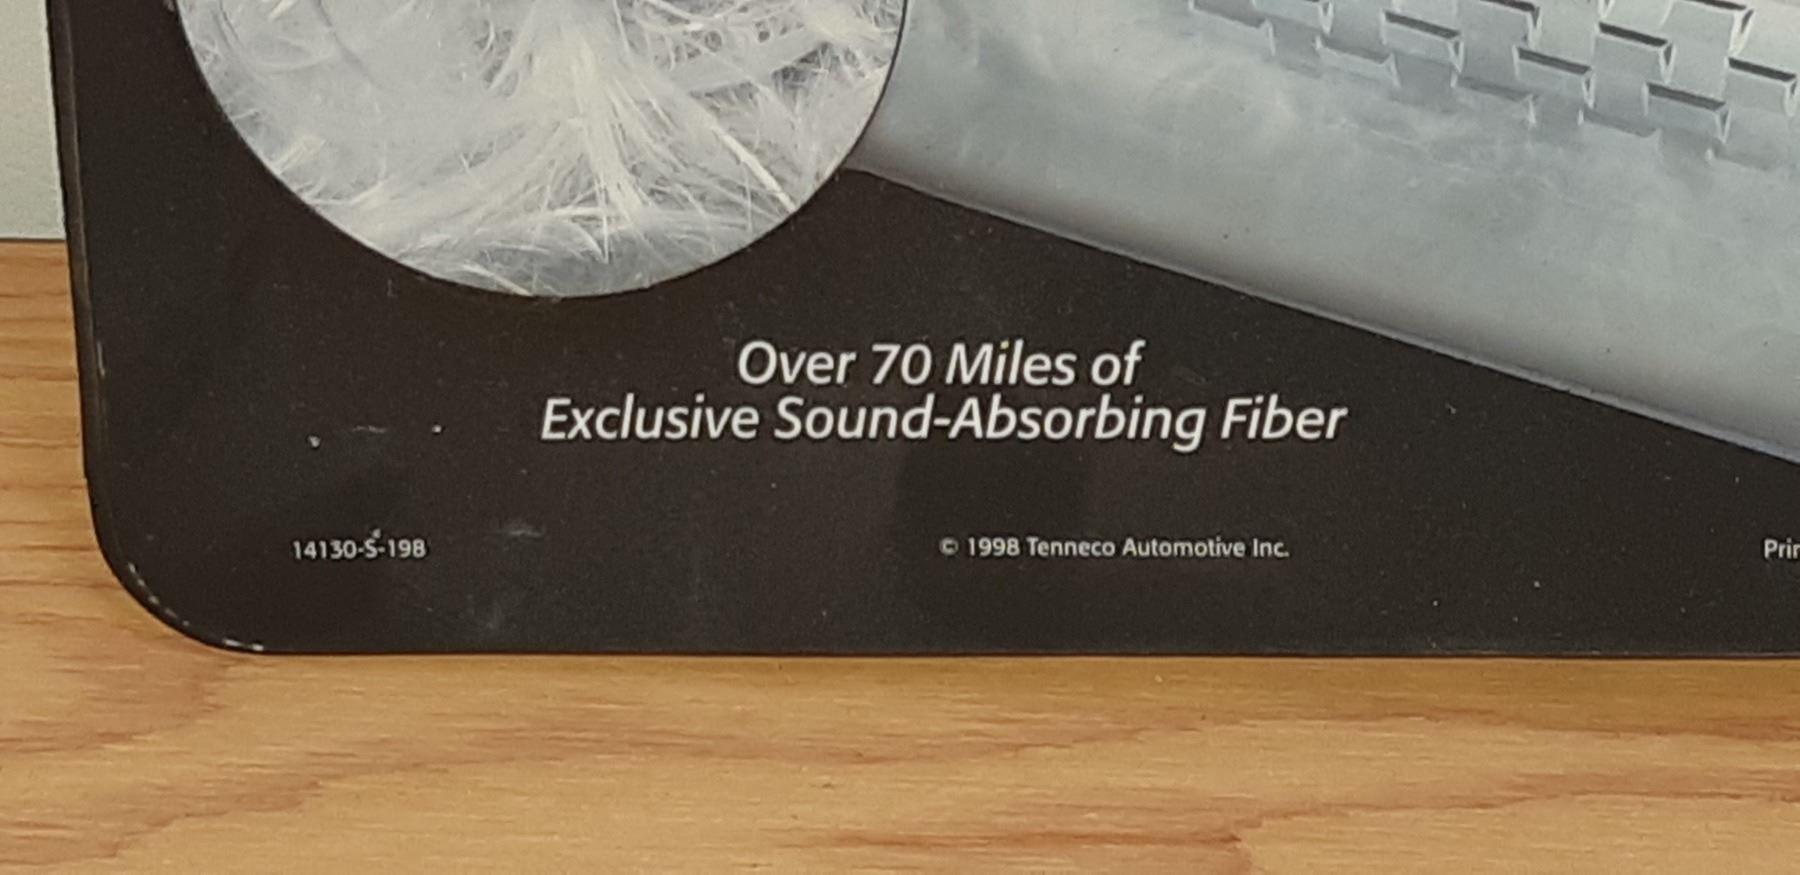 Over 70 Miles of
Exclusive Sound-Absorbing Fiber
14130-S-198
© 1998 Tenneco Automotive Inc.